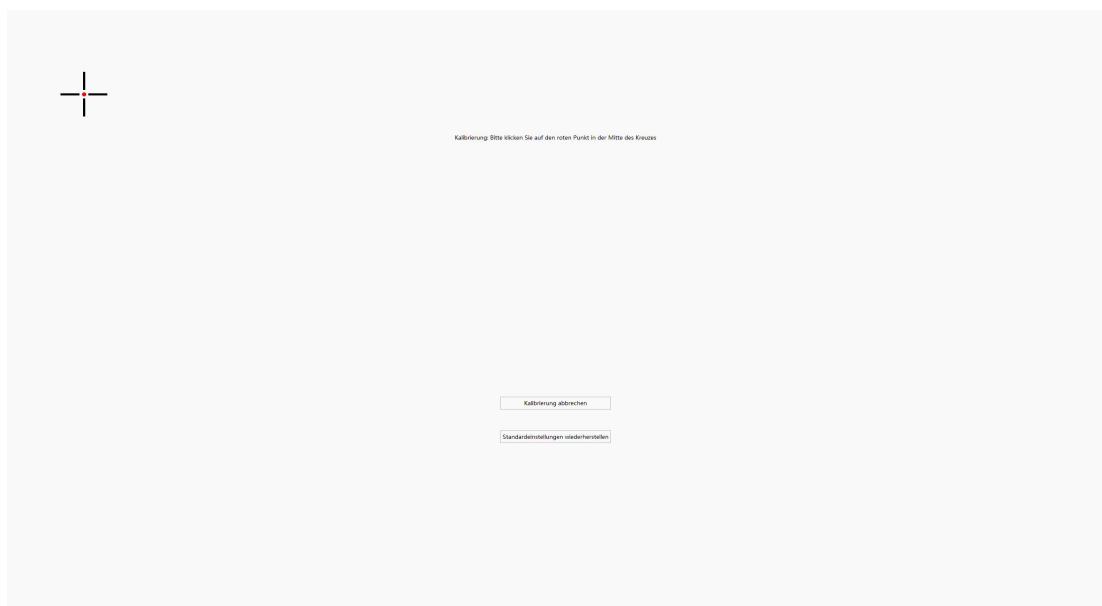 Kalibrierung: Bitte klicken Sie auf den roten Punkt in der Mitte des Kreuzes
Kalibrierung abbrechen
Standardeinstellungen wiederherstellen